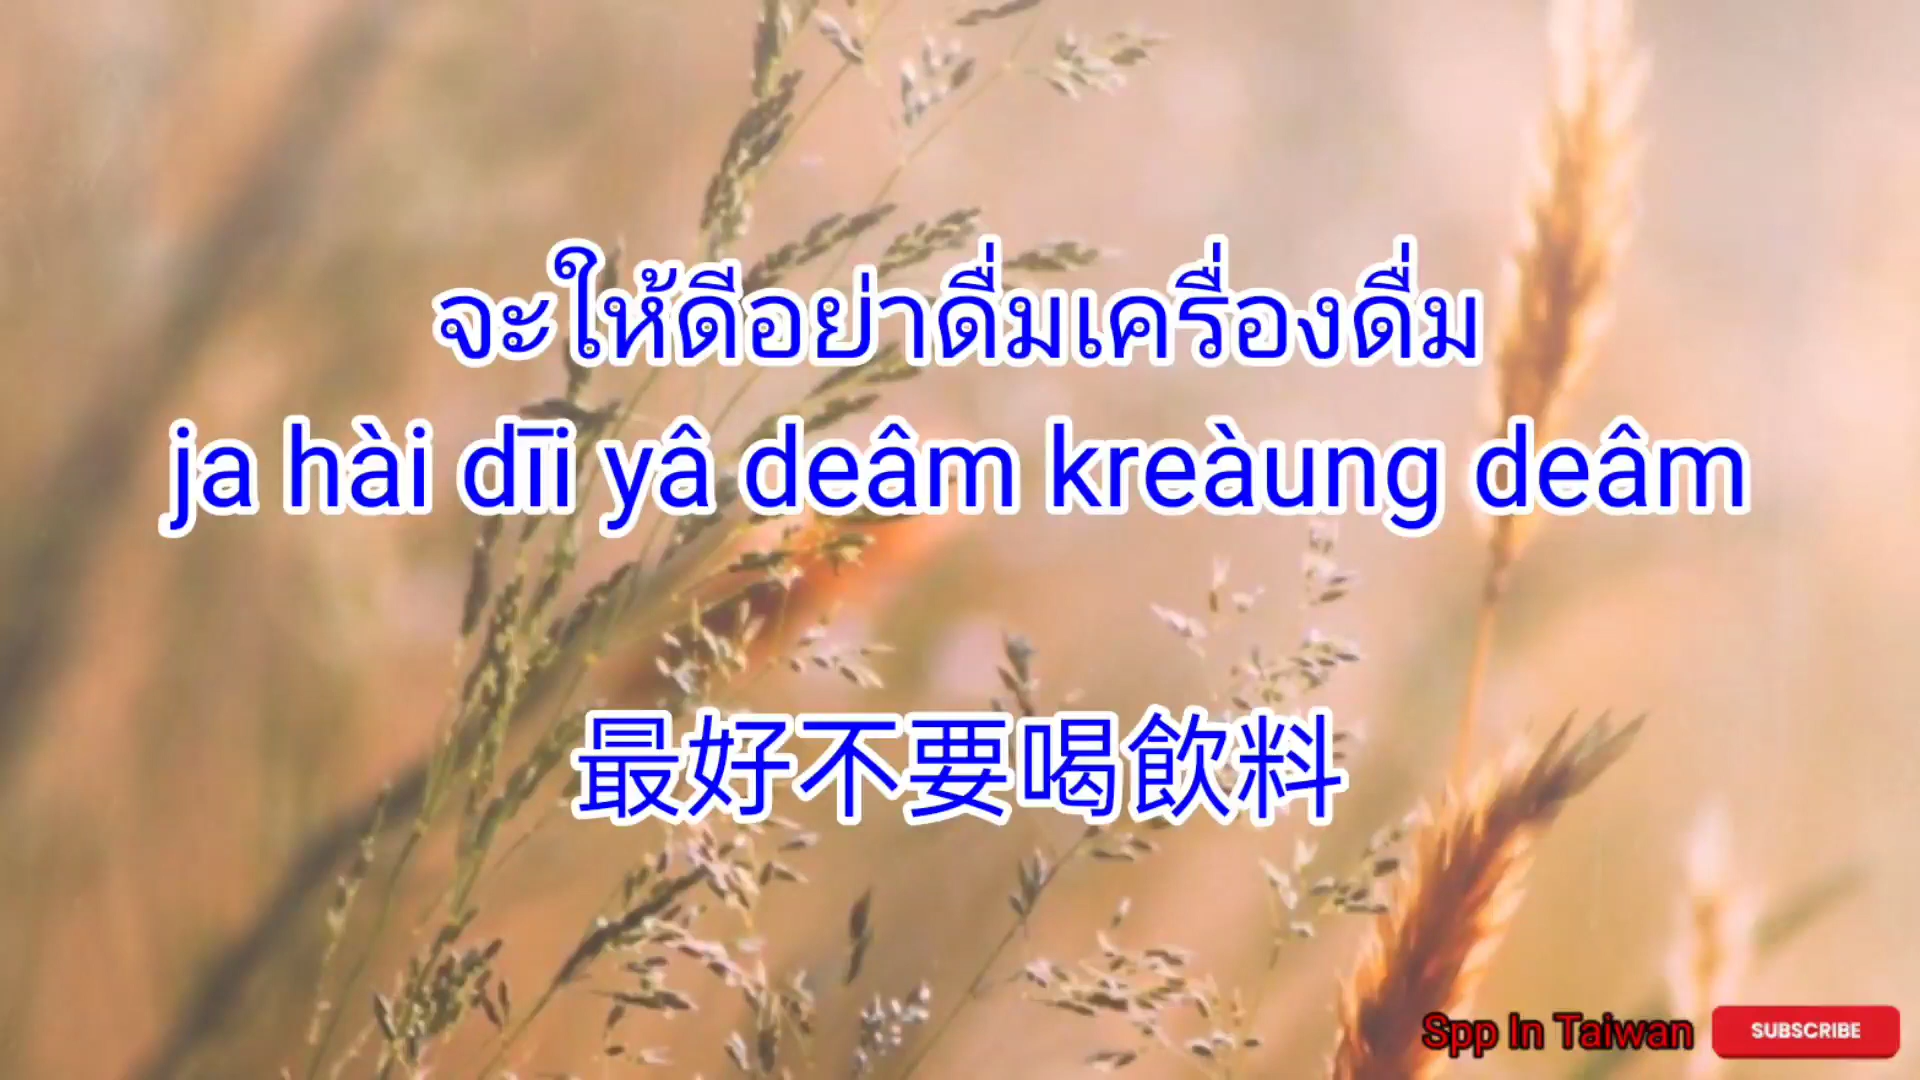 จะให้ดีอย่าดื่มเครื่องดื่ม
ja hài dīi yâ deâm kreàung deâm
最好不要喝飲料
Spp In Taiwan
SUBSCRIBE